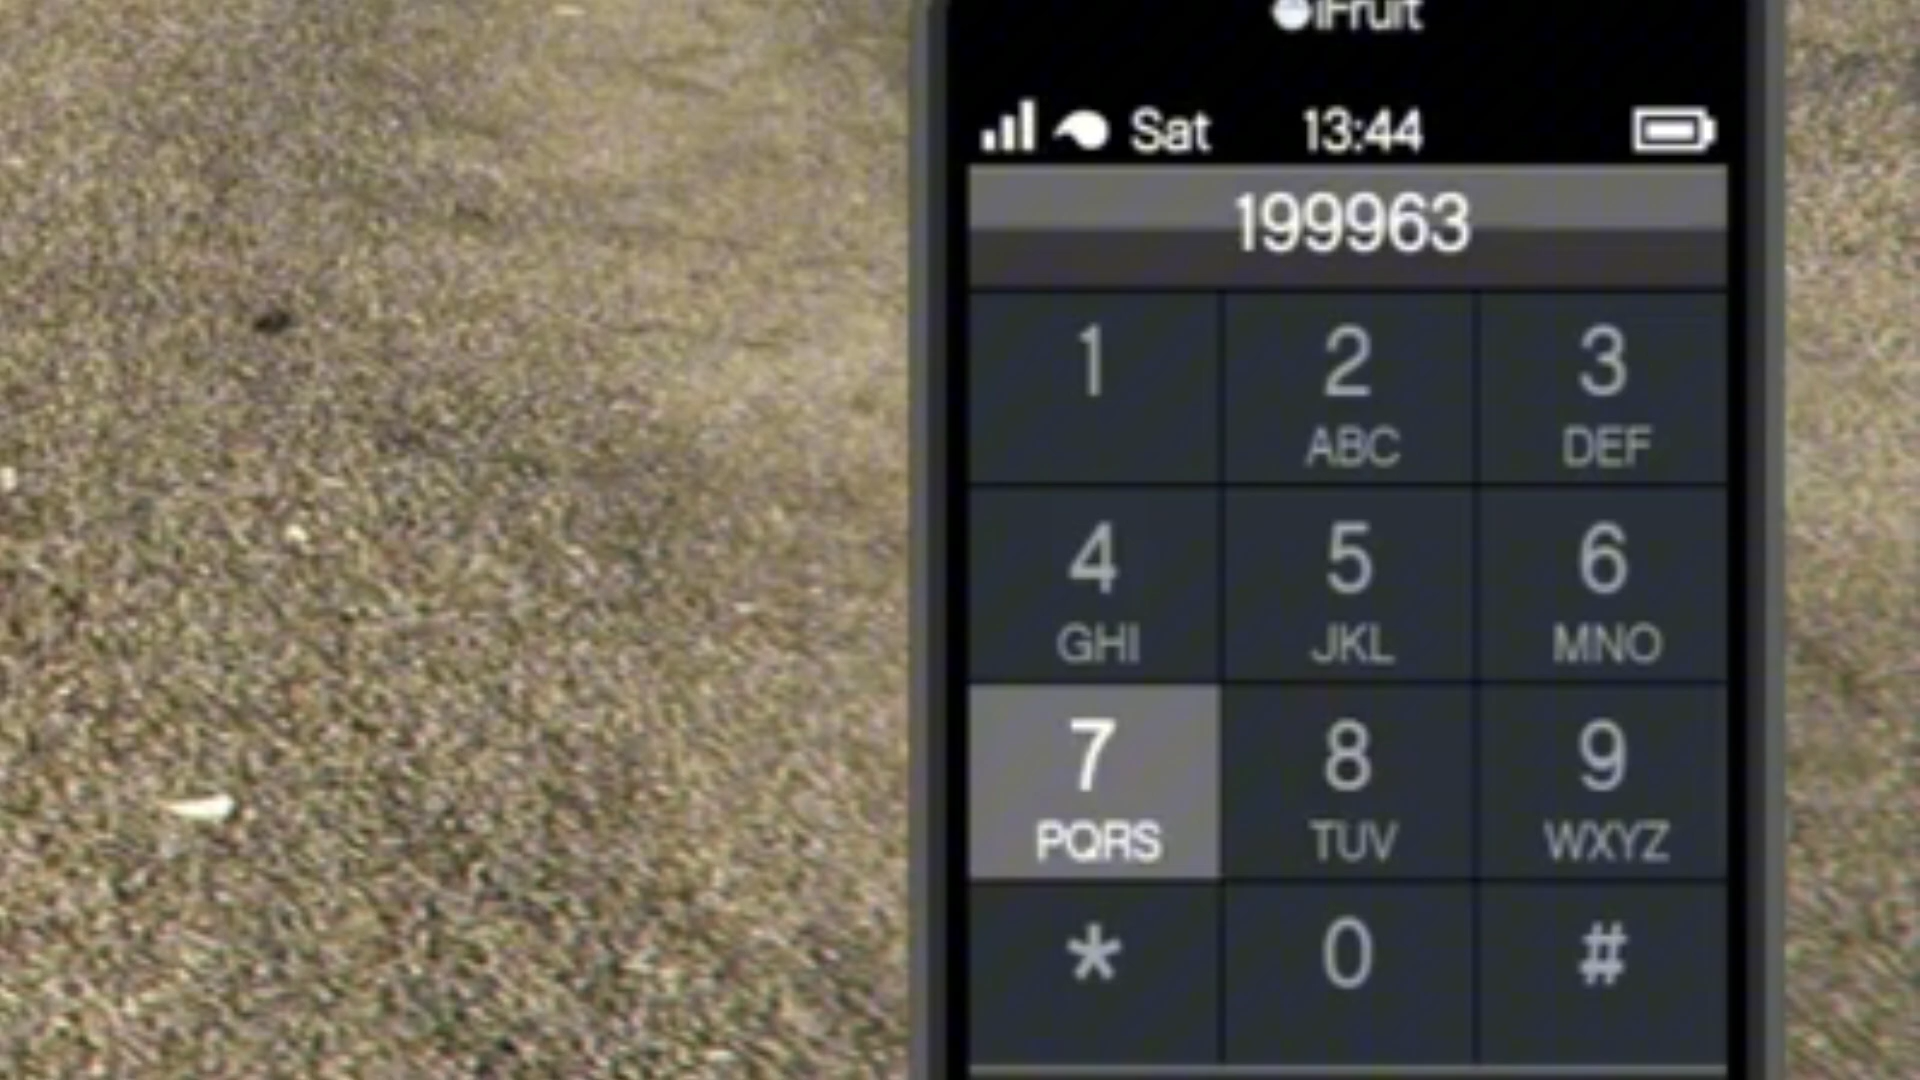 iFruit
Sat 13:44
199963
1 2 3
ABC DEF
4 5 6
GHI JKL MNO
7 8 9
PQRS TUV WXYZ
* 0 #